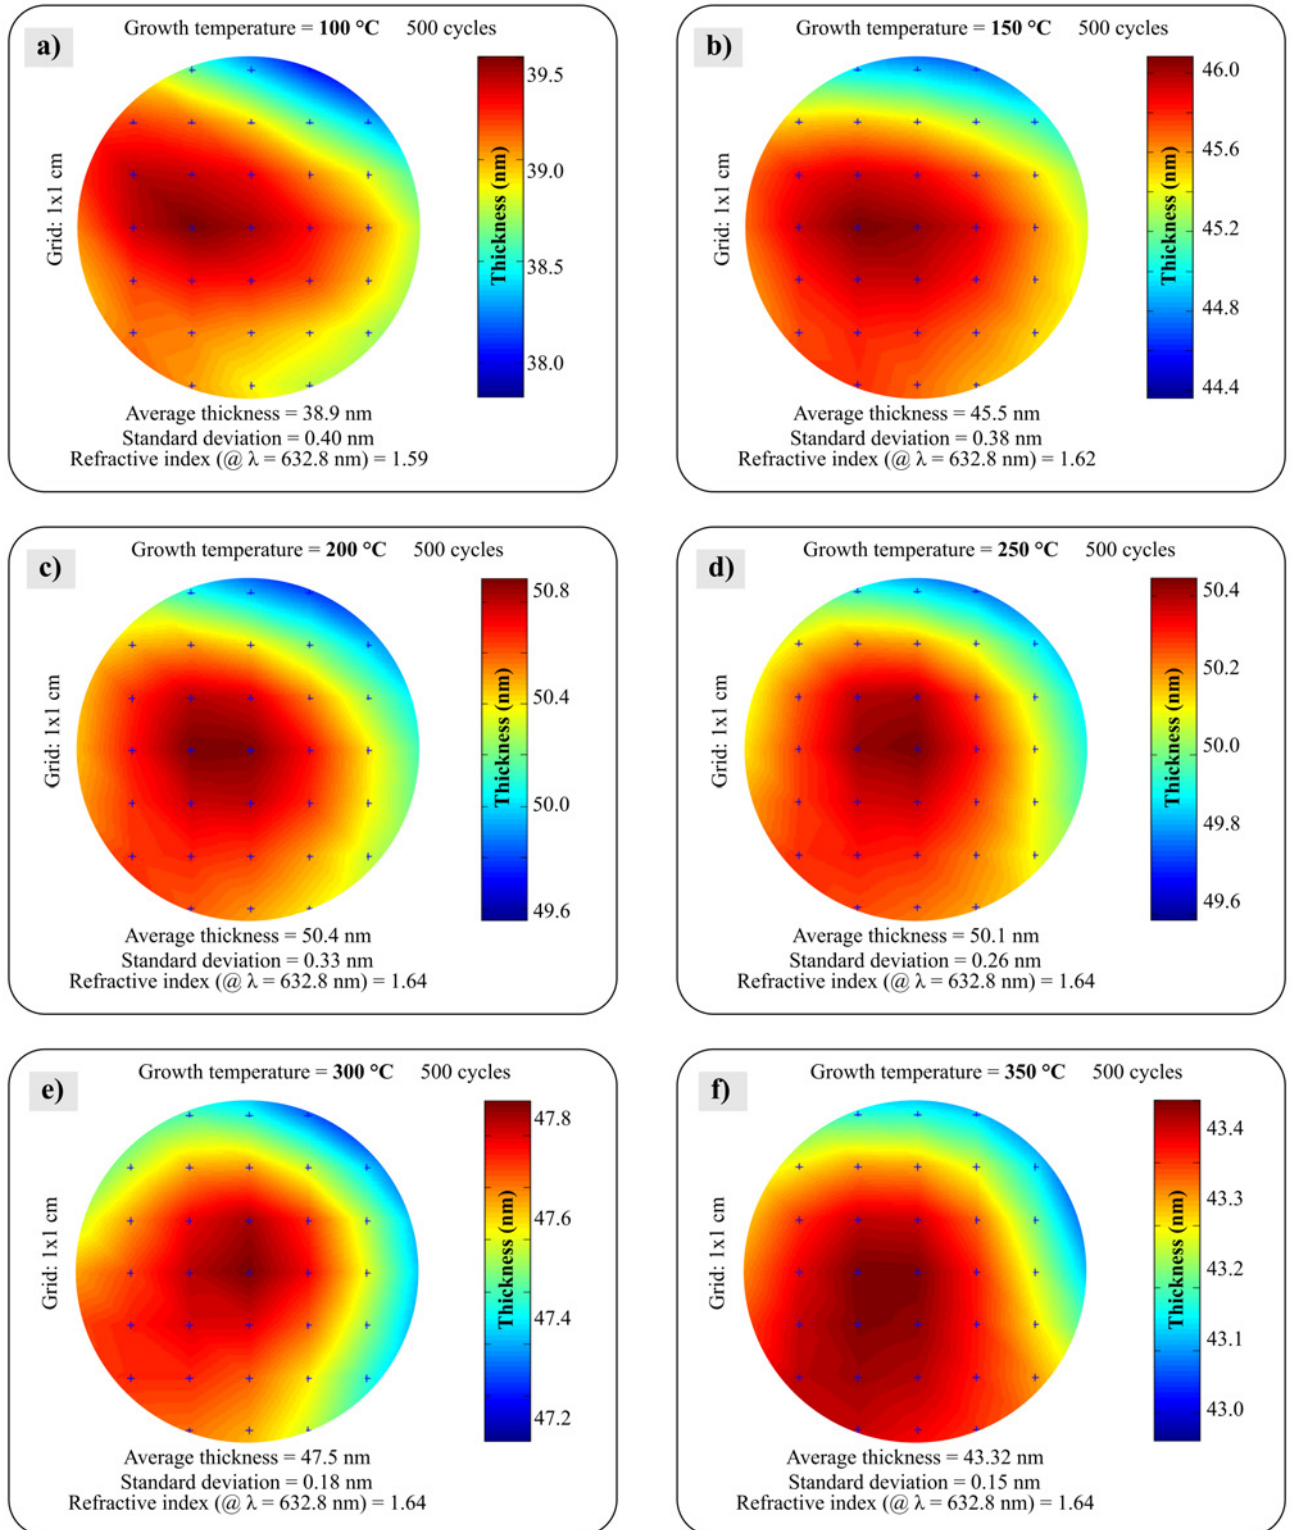 a)
Growth temperature = 100 °C 500 cycles
Grid: 1x1 cm
Thickness (nm)
39.5
39.0
38.5
38.0
Average thickness = 38.9 nm
Standard deviation = 0.40 nm
Refractive index (@ λ = 632.8 nm) = 1.59
b)
Growth temperature = 150 °C 500 cycles
Grid: 1x1 cm
Thickness (nm)
46.0
45.6
45.2
44.8
44.4
Average thickness = 45.5 nm
Standard deviation = 0.38 nm
Refractive index (@ λ = 632.8 nm) = 1.62
c)
Growth temperature = 200 °C 500 cycles
Grid: 1x1 cm
Thickness (nm)
50.8
50.4
50.0
49.6
Average thickness = 50.4 nm
Standard deviation = 0.33 nm
Refractive index (@ λ = 632.8 nm) = 1.64
d)
Growth temperature = 250 °C 500 cycles
Grid: 1x1 cm
Thickness (nm)
50.4
50.2
50.0
49.8
49.6
Average thickness = 50.1 nm
Standard deviation = 0.26 nm
Refractive index (@ λ = 632.8 nm) = 1.64
e)
Growth temperature = 300 °C 500 cycles
Grid: 1x1 cm
Thickness (nm)
47.8
47.6
47.4
47.2
Average thickness = 47.5 nm
Standard deviation = 0.18 nm
Refractive index (@ λ = 632.8 nm) = 1.64
f)
Growth temperature = 350 °C 500 cycles
Grid: 1x1 cm
Thickness (nm)
43.4
43.3
43.2
43.1
43.0
Average thickness = 43.32 nm
Standard deviation = 0.15 nm
Refractive index (@ λ = 632.8 nm) = 1.64